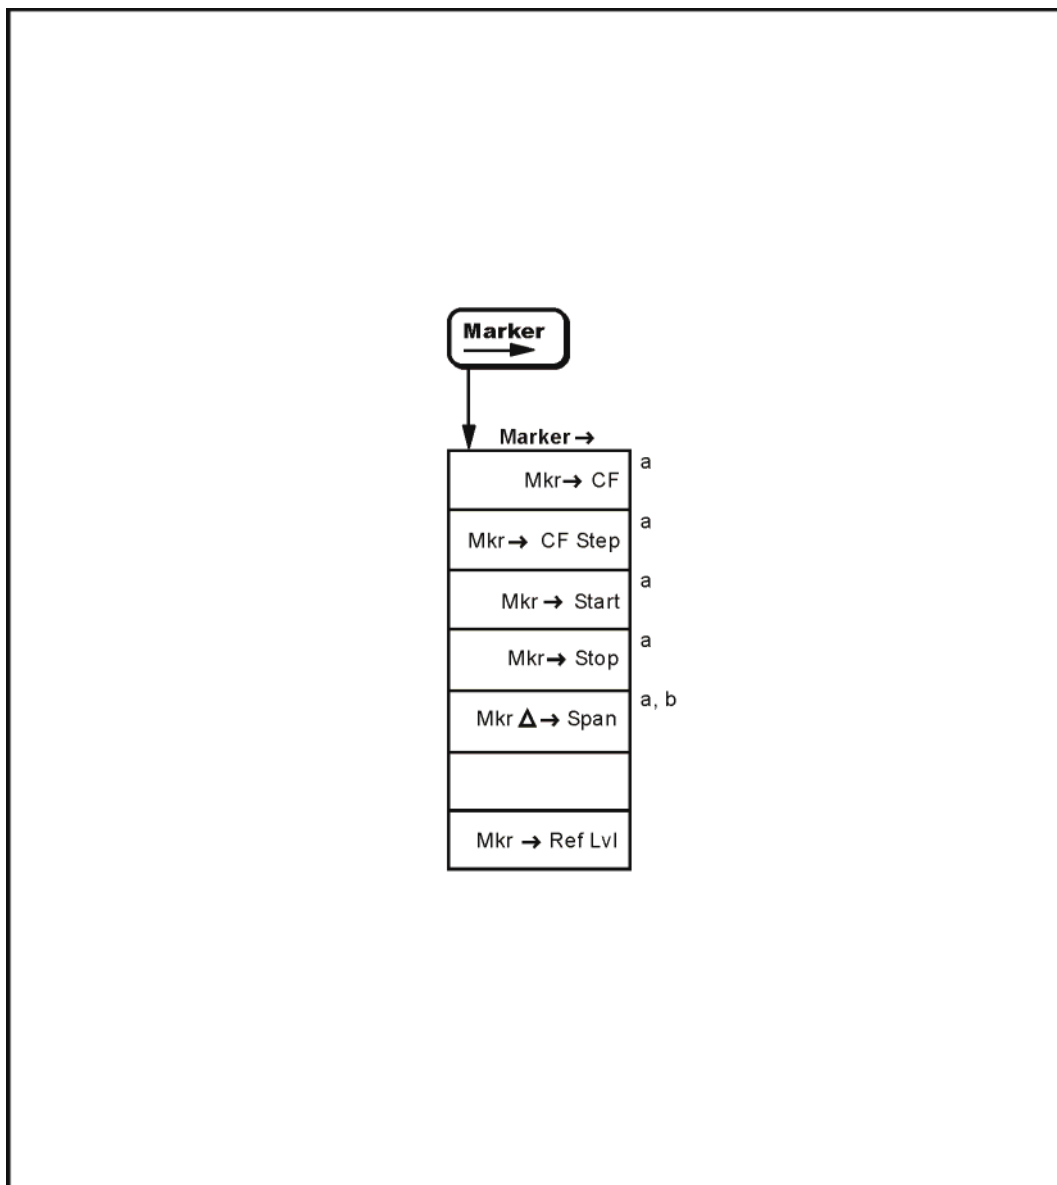 Marker
Marker →
Mkr → CF
a
Mkr → CF Step
a
Mkr → Start
a
Mkr → Stop
a
Mkr Δ → Span
a, b
Mkr → Ref Lvl